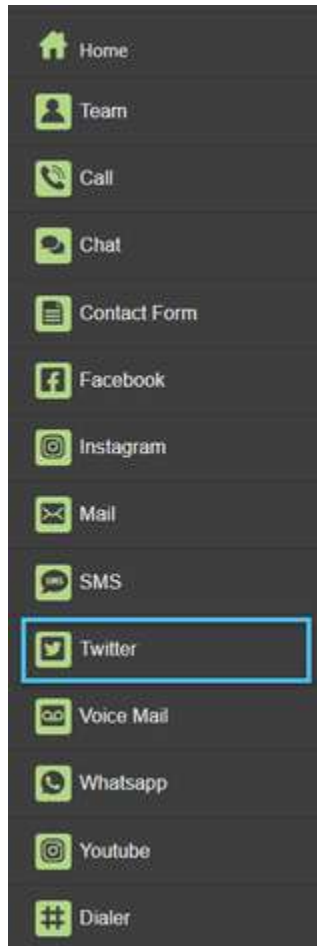 Home
Team
Call
Chat
Contact Form
Facebook
Instagram
Mail
SMS
Twitter
Voice Mail
Whatsapp
Youtube
Dialer